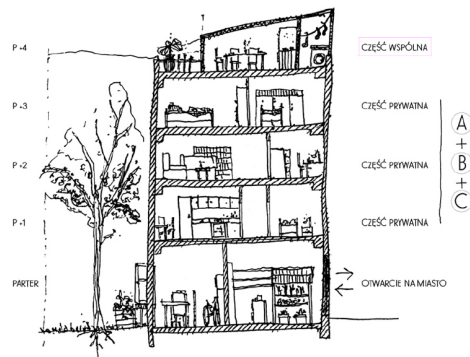 P +4 CZĘŚĆ WSPÓLNA
P +3 CZĘŚĆ PRYWATNA
A
+
P +2 CZĘŚĆ PRYWATNA
B
+
C
P +1 CZĘŚĆ PRYWATNA
PARTER OTWARCIE NA MIASTO